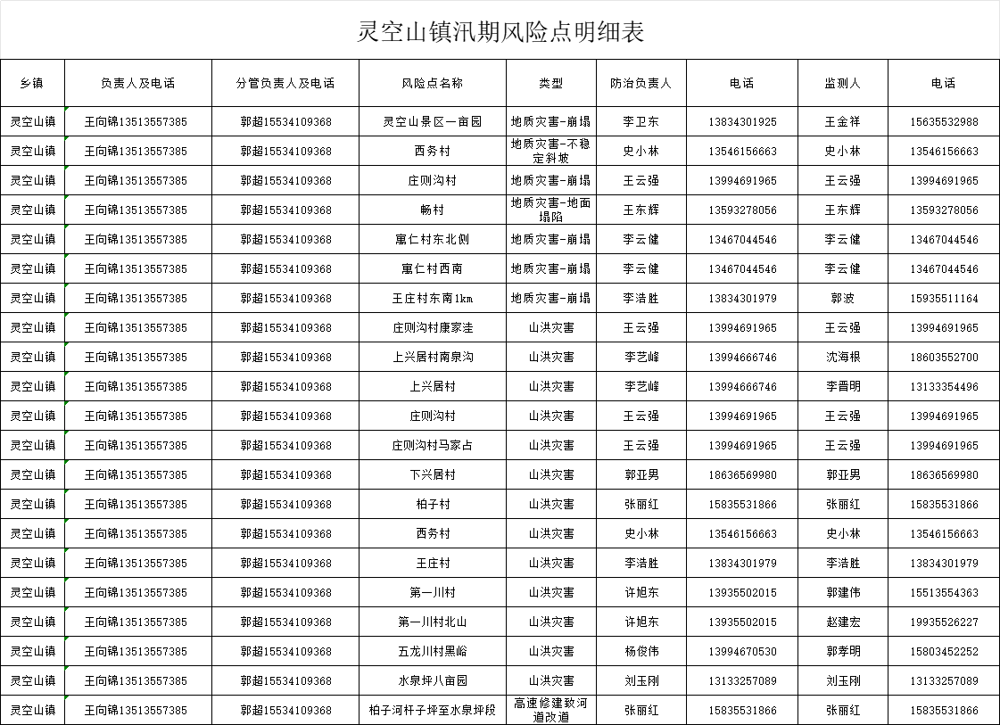 灵空山镇汛期风险点明细表
乡镇 负责人及电话 分管负责人及电话 风险点名称 类型 防治负责人 电话 监测人 电话
灵空山镇 王向锦13513557385 郭超15534109368 灵空山景区一亩园 地质灾害-崩塌 李卫东 13834301925 王金祥 15635532988
灵空山镇 王向锦13513557385 郭超15534109368 西务村 地质灾害-不稳定斜坡 史小林 13546156663 史小林 13546156663
灵空山镇 王向锦13513557385 郭超15534109368 庄则沟村 地质灾害-崩塌 王云强 13994691965 王云强 13994691965
灵空山镇 王向锦13513557385 郭超15534109368 畅村 地质灾害-地面塌陷 王东辉 13593278056 王东辉 13593278056
灵空山镇 王向锦13513557385 郭超15534109368 寓仁村东北侧 地质灾害-崩塌 李云健 13467044546 李云健 13467044546
灵空山镇 王向锦13513557385 郭超15534109368 寓仁村西南 地质灾害-崩塌 李云健 13467044546 李云健 13467044546
灵空山镇 王向锦13513557385 郭超15534109368 王庄村东南1km 地质灾害-崩塌 李浩胜 13834301979 郭波 15935511164
灵空山镇 王向锦13513557385 郭超15534109368 庄则沟村康家洼 山洪灾害 王云强 13994691965 王云强 13994691965
灵空山镇 王向锦13513557385 郭超15534109368 上兴居村南泉沟 山洪灾害 李艺峰 13994666746 沈海根 18603552700
灵空山镇 王向锦13513557385 郭超15534109368 上兴居村 山洪灾害 李艺峰 13994666746 李晋明 13133354496
灵空山镇 王向锦13513557385 郭超15534109368 庄则沟村 山洪灾害 王云强 13994691965 王云强 13994691965
灵空山镇 王向锦13513557385 郭超15534109368 庄则沟村马家占 山洪灾害 王云强 13994691965 王云强 13994691965
灵空山镇 王向锦13513557385 郭超15534109368 下兴居村 山洪灾害 郭亚男 18636569980 郭亚男 18636569980
灵空山镇 王向锦13513557385 郭超15534109368 柏子村 山洪灾害 张丽红 15835531866 张丽红 15835531866
灵空山镇 王向锦13513557385 郭超15534109368 西务村 山洪灾害 史小林 13546156663 史小林 13546156663
灵空山镇 王向锦13513557385 郭超15534109368 王庄村 山洪灾害 李浩胜 13834301979 李浩胜 13834301979
灵空山镇 王向锦13513557385 郭超15534109368 第一川村 山洪灾害 许旭东 13935502015 郭建伟 15513554363
灵空山镇 王向锦13513557385 郭超15534109368 第一川村北山 山洪灾害 许旭东 13935502015 赵建宏 19935526227
灵空山镇 王向锦13513557385 郭超15534109368 五龙川村黑峪 山洪灾害 杨俊伟 13994670530 郭孝明 15803452252
灵空山镇 王向锦13513557385 郭超15534109368 水泉坪八亩园 山洪灾害 刘玉刚 13133257089 刘玉刚 13133257089
灵空山镇 王向锦13513557385 郭超15534109368 柏子河杆子坪至水泉坪段 高速修建致河道改道 张丽红 15835531866 张丽红 15835531866